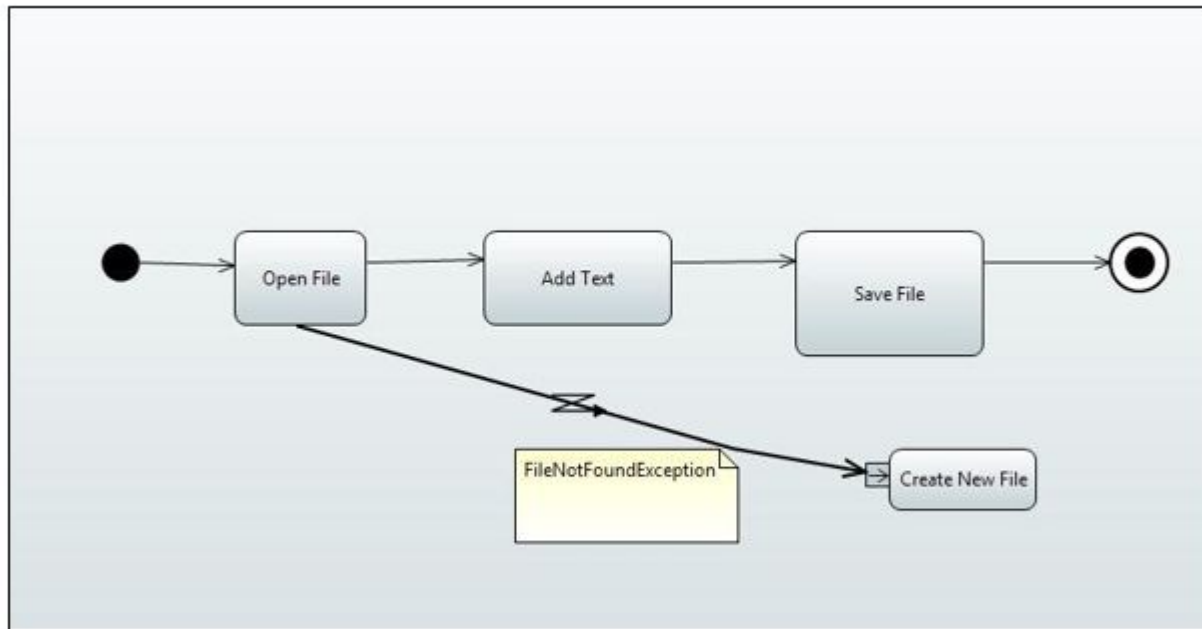 Open File
Add Text
Save File
FileNotFoundException
Create New File